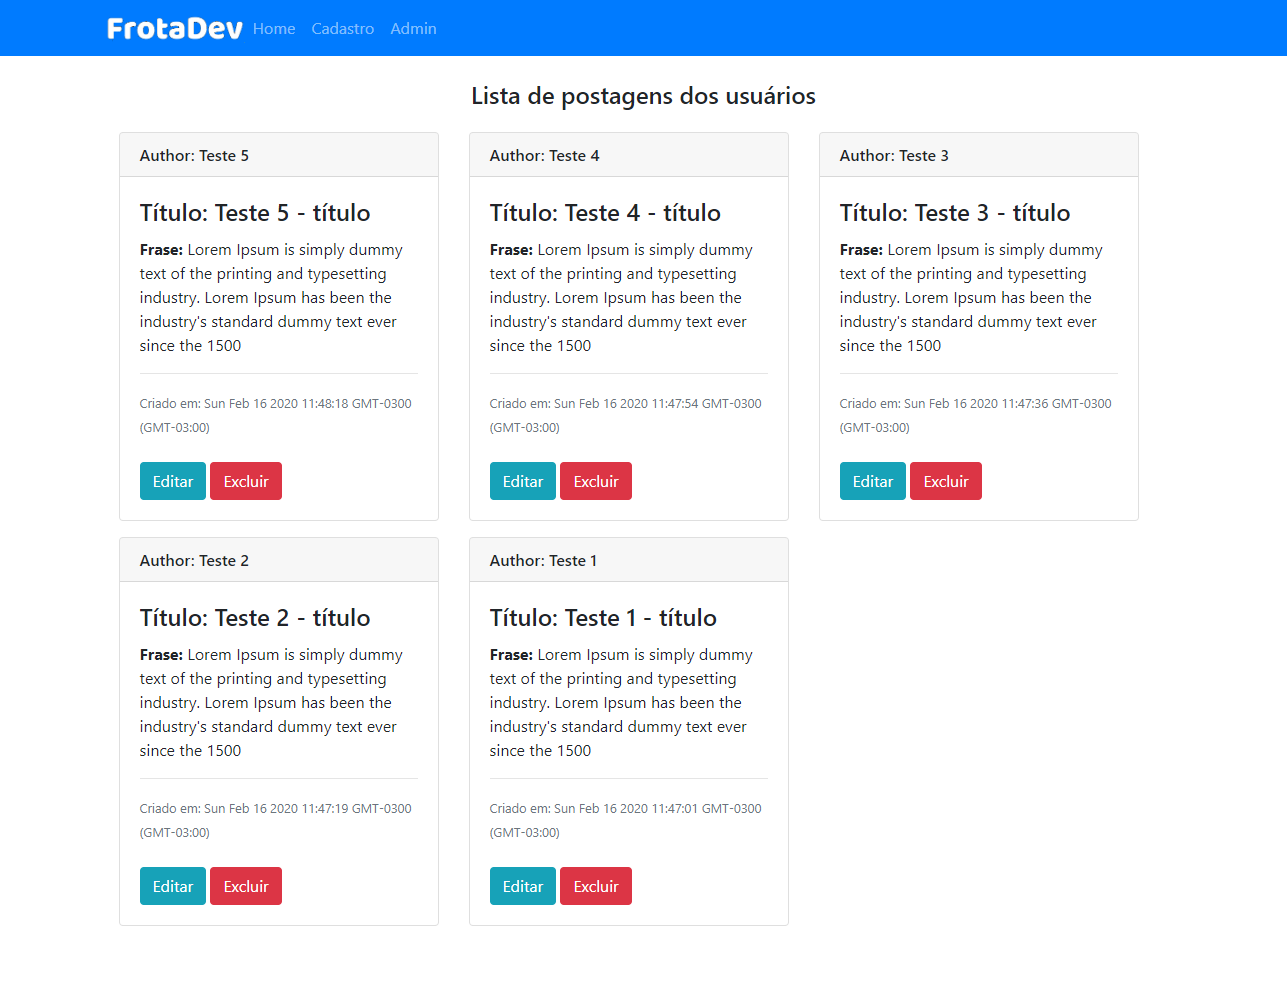 FrotaDev Home Cadastro Admin
Lista de postagens dos usuários
Author: Teste 5
Título: Teste 5 - título
Frase: Lorem Ipsum is simply dummy
text of the printing and typesetting
industry. Lorem Ipsum has been the
industry's standard dummy text ever
since the 1500
Criado em: Sun Feb 16 2020 11:48:18 GMT-0300
(GMT-03:00)
Editar Excluir
Author: Teste 4
Título: Teste 4 - título
Frase: Lorem Ipsum is simply dummy
text of the printing and typesetting
industry. Lorem Ipsum has been the
industry's standard dummy text ever
since the 1500
Criado em: Sun Feb 16 2020 11:47:54 GMT-0300
(GMT-03:00)
Editar Excluir
Author: Teste 3
Título: Teste 3 - título
Frase: Lorem Ipsum is simply dummy
text of the printing and typesetting
industry. Lorem Ipsum has been the
industry's standard dummy text ever
since the 1500
Criado em: Sun Feb 16 2020 11:47:36 GMT-0300
(GMT-03:00)
Editar Excluir
Author: Teste 2
Título: Teste 2 - título
Frase: Lorem Ipsum is simply dummy
text of the printing and typesetting
industry. Lorem Ipsum has been the
industry's standard dummy text ever
since the 1500
Criado em: Sun Feb 16 2020 11:47:19 GMT-0300
(GMT-03:00)
Editar Excluir
Author: Teste 1
Título: Teste 1 - título
Frase: Lorem Ipsum is simply dummy
text of the printing and typesetting
industry. Lorem Ipsum has been the
industry's standard dummy text ever
since the 1500
Criado em: Sun Feb 16 2020 11:47:01 GMT-0300
(GMT-03:00)
Editar Excluir